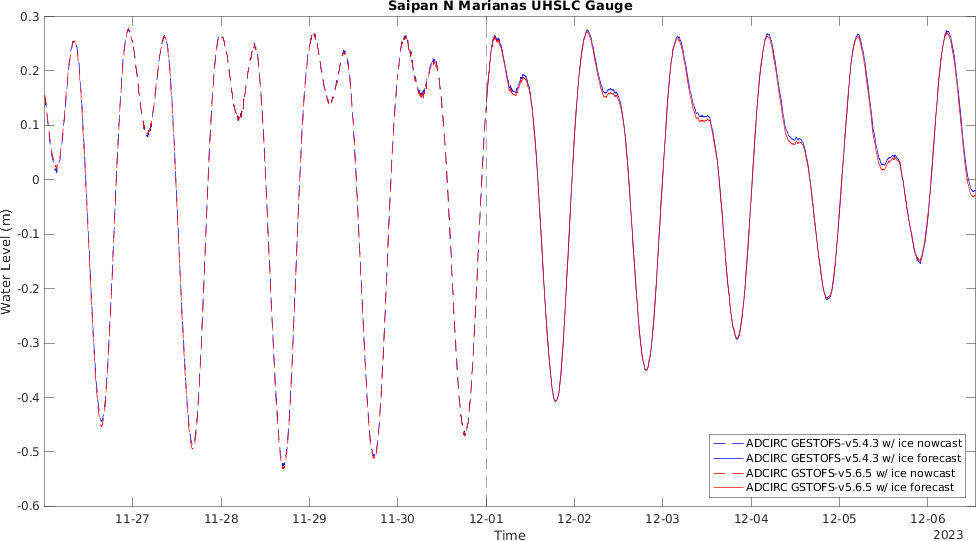 Saipan N Marianas UHSLC Gauge
0.3
0.2
0.1
0
-0.1
-0.2
-0.3
-0.4
-0.5
-0.6
Water Level (m)
ADCIRC GESTOFS-v5.4.3 w/ ice nowcast
ADCIRC GESTOFS-v5.4.3 w/ ice forecast
ADCIRC GSTOFS-v5.6.5 w/ ice nowcast
ADCIRC GSTOFS-v5.6.5 w/ ice forecast
11-27 11-28 11-29 11-30 12-01 12-02 12-03 12-04 12-05 12-06
Time
2023